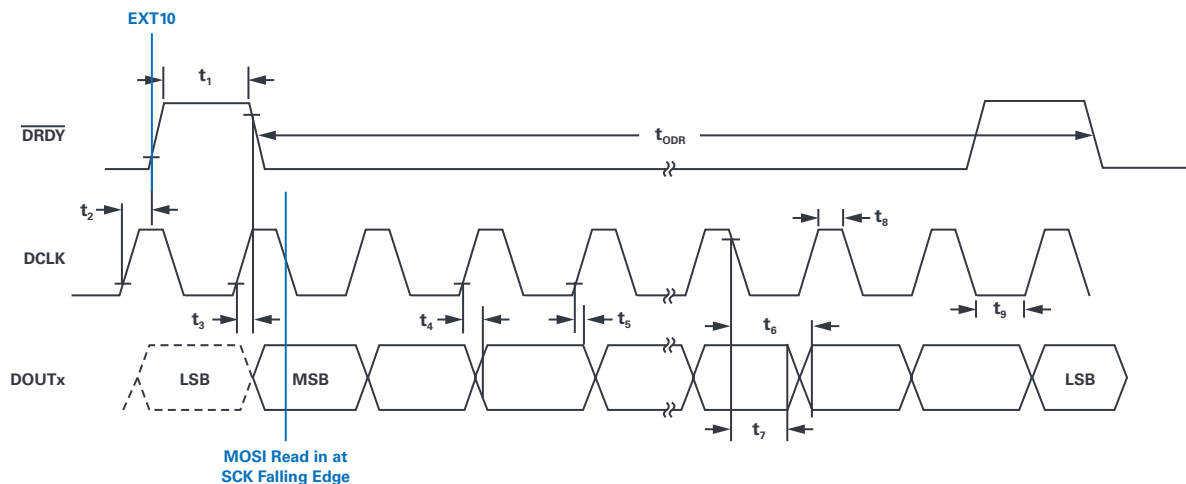 EXT10
t₁
DRDY
tODR
t₂
t₈
DCLK
t₃
t₄
t₅
t₆
t₉
DOUTx
LSB
MSB
LSB
t₇
MOSI Read in at
SCK Falling Edge